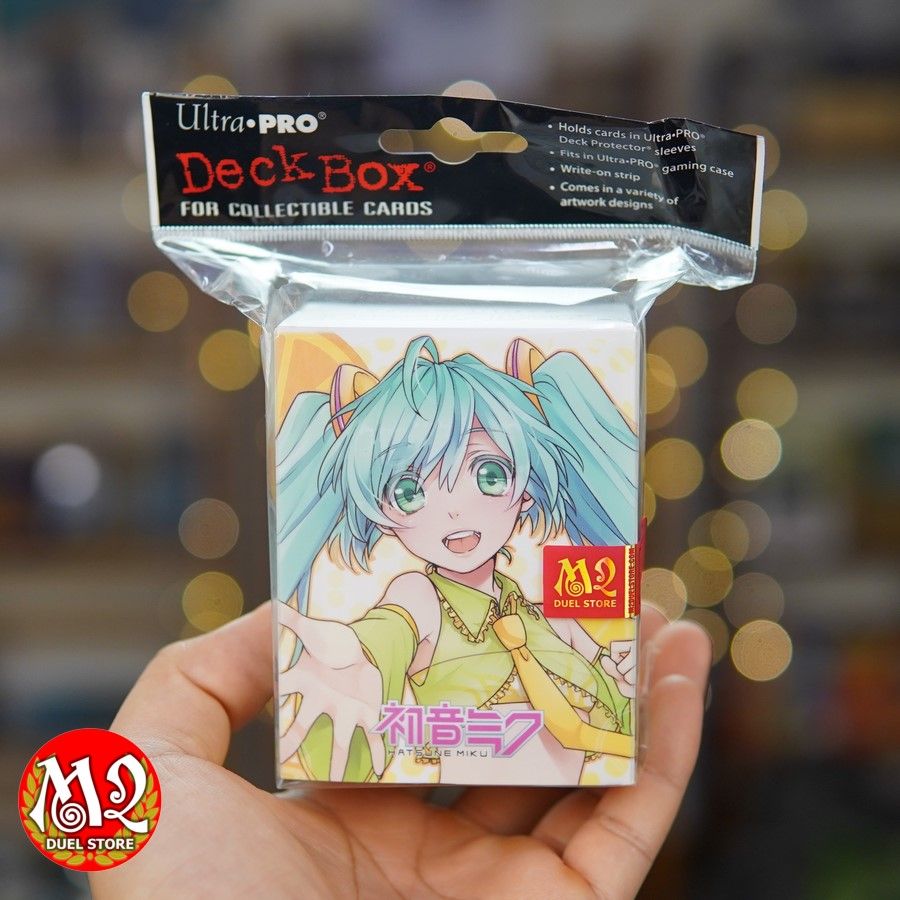 Ultra•PRO®
Deck Box®
FOR COLLECTIBLE CARDS
• Holds cards in Ultra•PRO®
Deck Protector® sleeves
• Fits in Ultra•PRO® gaming case
• Write-on strip
• Comes in a variety of
artwork designs
M2
DUEL STORE
初音ミク
HATSUNE MIKU
M2
DUEL STORE